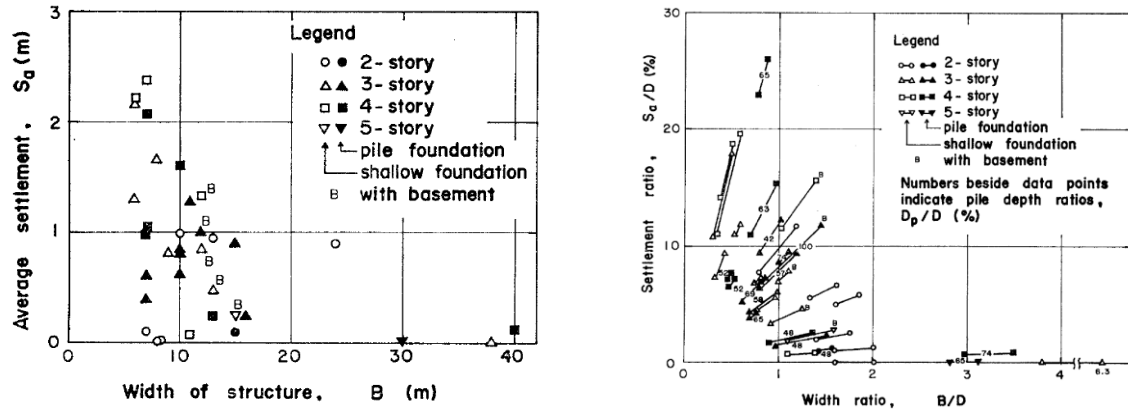 3
2
1
0
Average settlement, Sa (m)
Legend
2- story
3- story
4- story
5- story
pile foundation
shallow foundation
B with basement
B
B
B
B
B
0 10 20 30 40
Width of structure, B (m)
30
20
10
0
Settlement ratio, Sa/D (%)
Legend
2- story
3- story
4- story
5- story
pile foundation
shallow foundation
B with basement
Numbers beside data points
indicate pile depth ratios,
Dp/D (%)
65
63
B
42
B
100
B
52
52
69
58
65
B
B
46
48
48
65
74
0 1 2 3 4
6.3
Width ratio, B/D